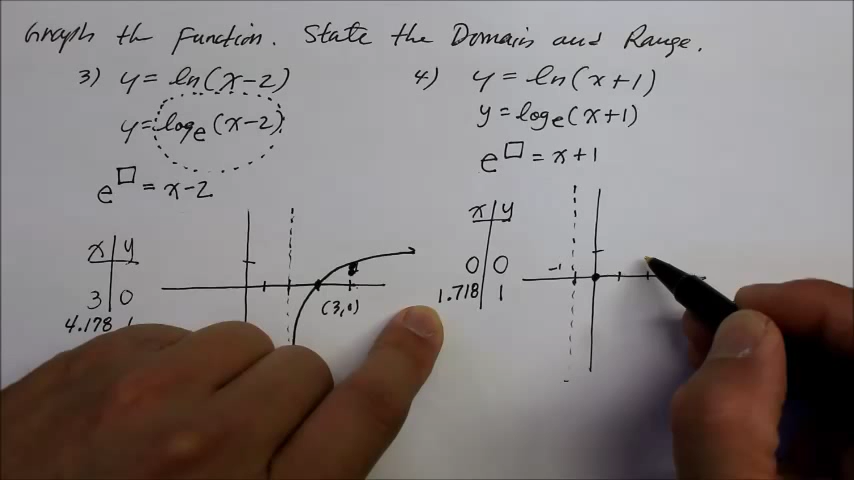 Graph the Function. State the Domain and Range.
3) y = ln(x-2)
y = logₑ(x-2)
e^□ = x-2
x | y
3 | 0
4.178 | 1
(3,0)
4) y = ln(x+1)
y = logₑ(x+1)
e^□ = x+1
x | y
0 | 0
1.718 | 1
-1